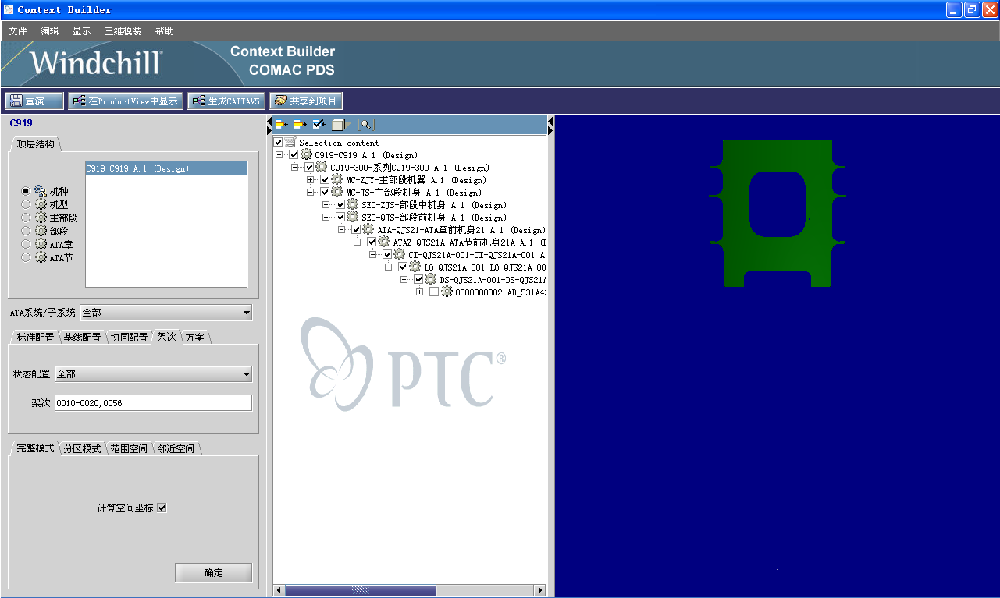 Context Builder
文件 编辑 显示 三维模装 帮助
Windchill
Context Builder
COMAC PDS
重演... 在ProductView中显示 生成CATIAV5 共享到项目
C919
顶层结构
C919-C919 A.1 (Design)
机种
机型
主部段
部段
ATA章
ATA节
ATA系统/子系统 全部
标准配置 基线配置 协同配置 架次 方案
状态配置 全部
架次 0010-0020,0056
完整模式 分区模式 范围空间 邻近空间
计算空间坐标
确定
Selection content
C919-C919 A.1 (Design)
C919-300-系列C919-300 A.1 (Design)
MC-ZJY-主部段机翼 A.1 (Design)
MC-JS-主部段机身 A.1 (Design)
SEC-ZJS-部段中机身 A.1 (Design)
SEC-QJS-部段前机身 A.1 (Design)
ATA-QJS21-ATA章前机身21 A.1 (Design)
ATAZ-QJS21A-ATA节前机身21A A.1 (
CI-QJS21A-001-CI-QJS21A-001 A
LO-QJS21A-001-LO-QJS21A-00
DS-QJS21A-001-DS-QJS21A
0000000002-AD_531A4
PTC®